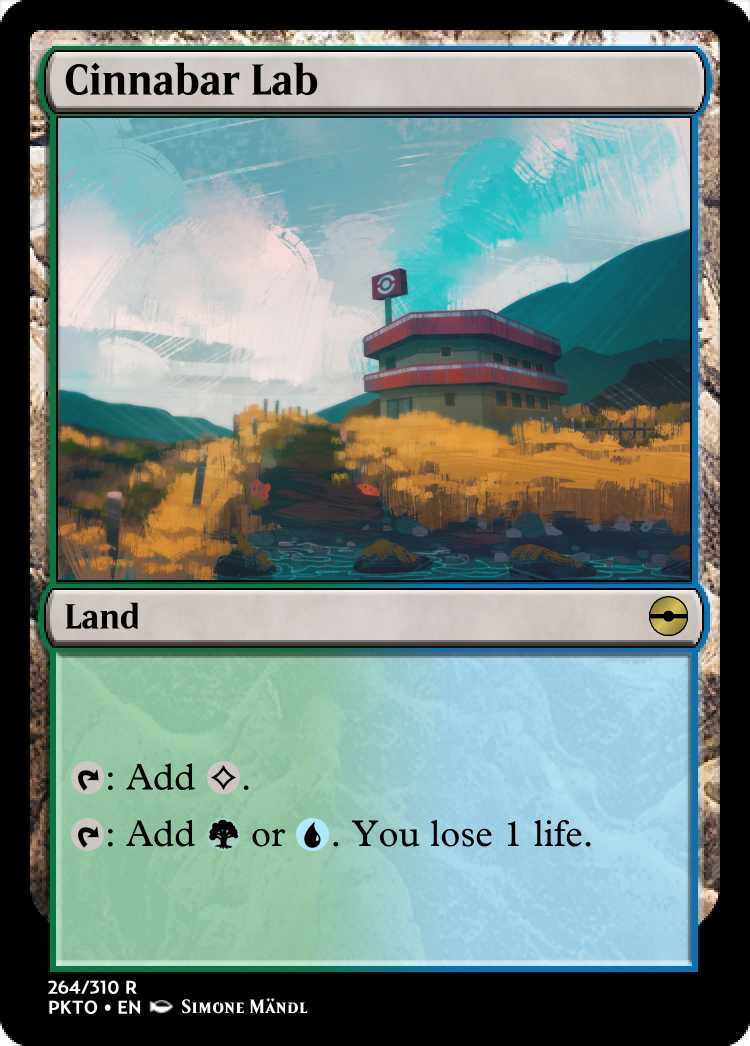 Cinnabar Lab
Land
: Add .
: Add or . You lose 1 life.
264/310 R
PKTO • EN SIMONE MÄNDL